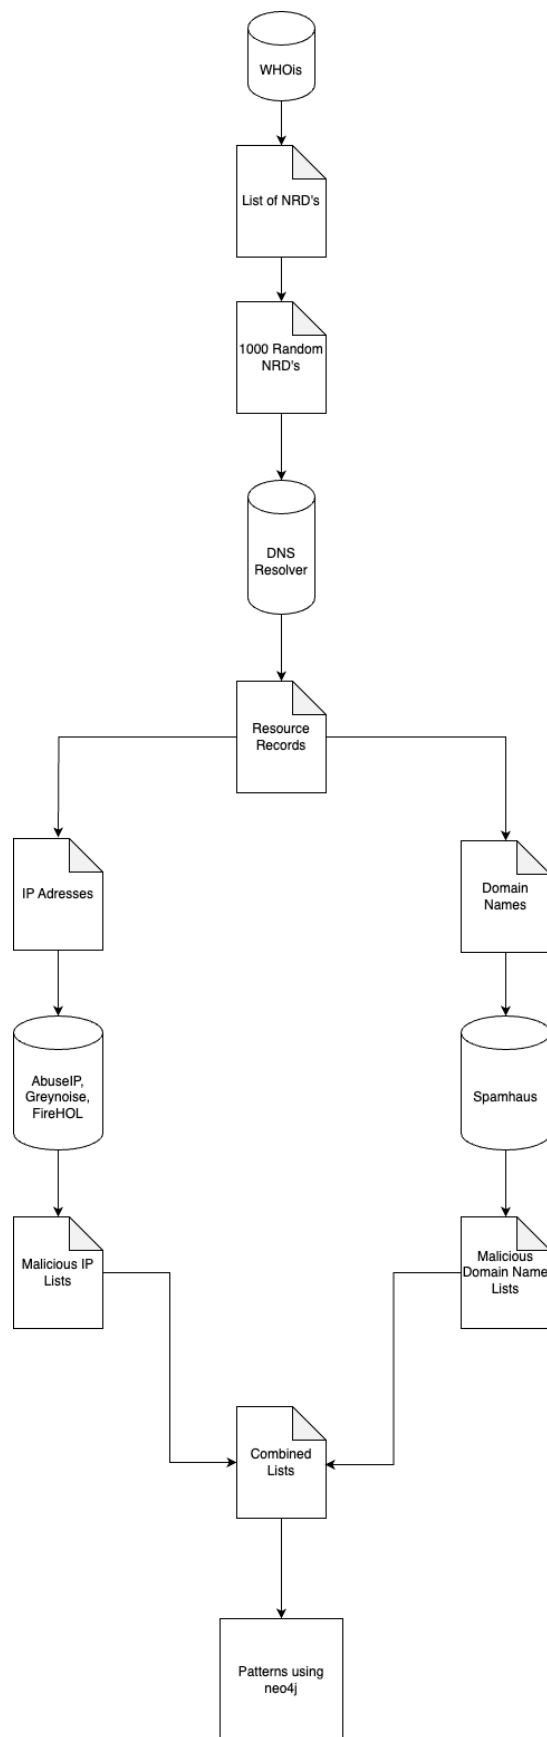 WHOis
List of NRD's
1000 Random
NRD's
DNS
Resolver
Resource
Records
IP Adresses
Domain
Names
AbuseIP,
Greynoise,
FireHOL
Spamhaus
Malicious IP
Lists
Malicious
Domain Name
Lists
Combined
Lists
Patterns using
neo4j